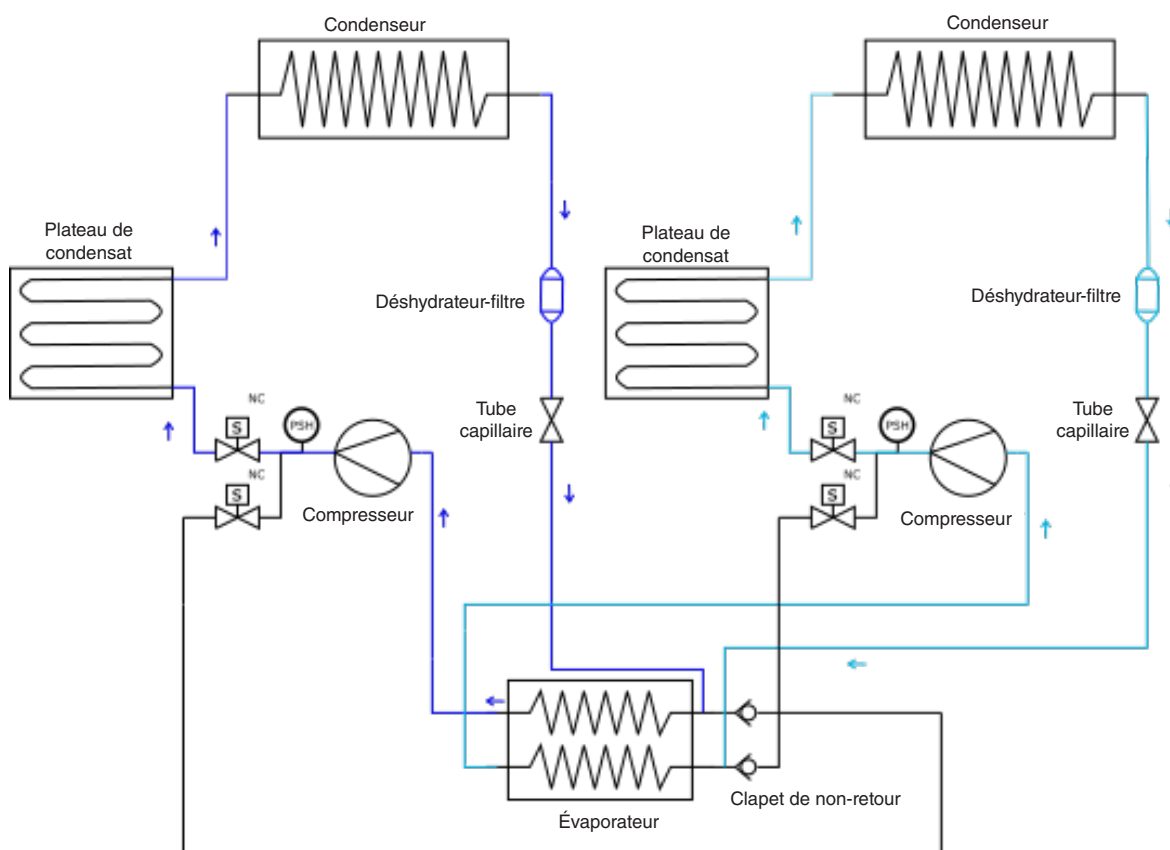 Condenseur
Condenseur
Plateau de
condensat
Plateau de
condensat
Déshydrateur-filtre
Déshydrateur-filtre
NC
S
PSH
Tube
capillaire
NC
S
PSH
Tube
capillaire
NC
S
Compresseur
NC
S
Compresseur
Clapet de non-retour
Évaporateur